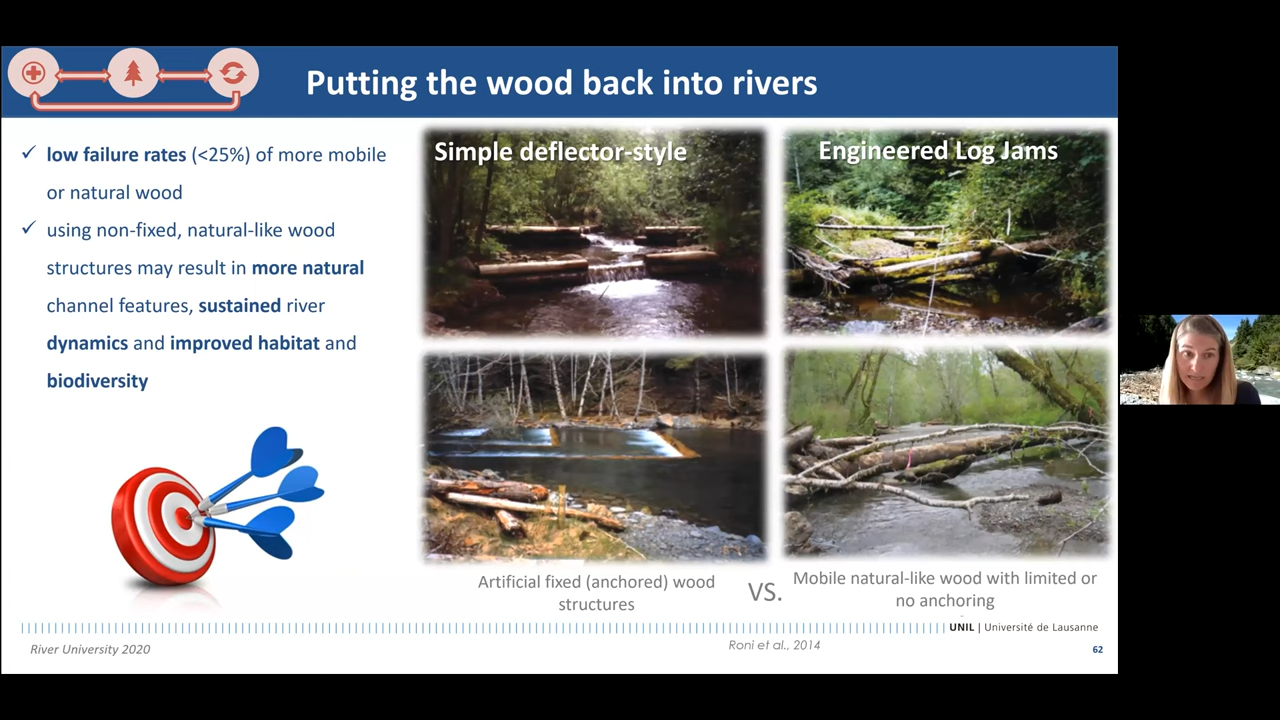 Putting the wood back into rivers
✓ low failure rates (<25%) of more mobile
or natural wood
✓ using non-fixed, natural-like wood
structures may result in more natural
channel features, sustained river
dynamics and improved habitat and
biodiversity
Simple deflector-style
Engineered Log Jams
Artificial fixed (anchored) wood
structures
VS.
Mobile natural-like wood with limited or
no anchoring
UNIL | Université de Lausanne
River University 2020
Roni et al., 2014
62